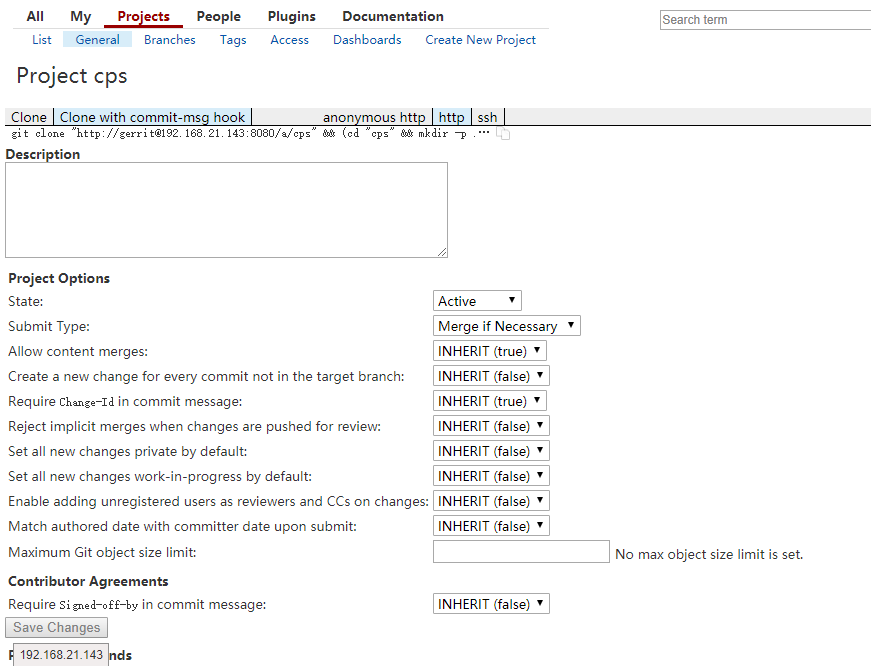 All My Projects People Plugins Documentation
Search term
List General Branches Tags Access Dashboards Create New Project
Project cps
Clone Clone with commit-msg hook anonymous http http ssh
git clone "http://gerrit@192.168.21.143:8080/a/cps" && (cd "cps" && mkdir -p .…
Description
Project Options
State: Active
Submit Type: Merge if Necessary
Allow content merges: INHERIT (true)
Create a new change for every commit not in the target branch: INHERIT (false)
Require Change-Id in commit message: INHERIT (true)
Reject implicit merges when changes are pushed for review: INHERIT (false)
Set all new changes private by default: INHERIT (false)
Set all new changes work-in-progress by default: INHERIT (false)
Enable adding unregistered users as reviewers and CCs on changes: INHERIT (false)
Match authored date with committer date upon submit: INHERIT (false)
Maximum Git object size limit: No max object size limit is set.
Contributor Agreements
Require Signed-off-by in commit message: INHERIT (false)
Save Changes
192.168.21.143 nds